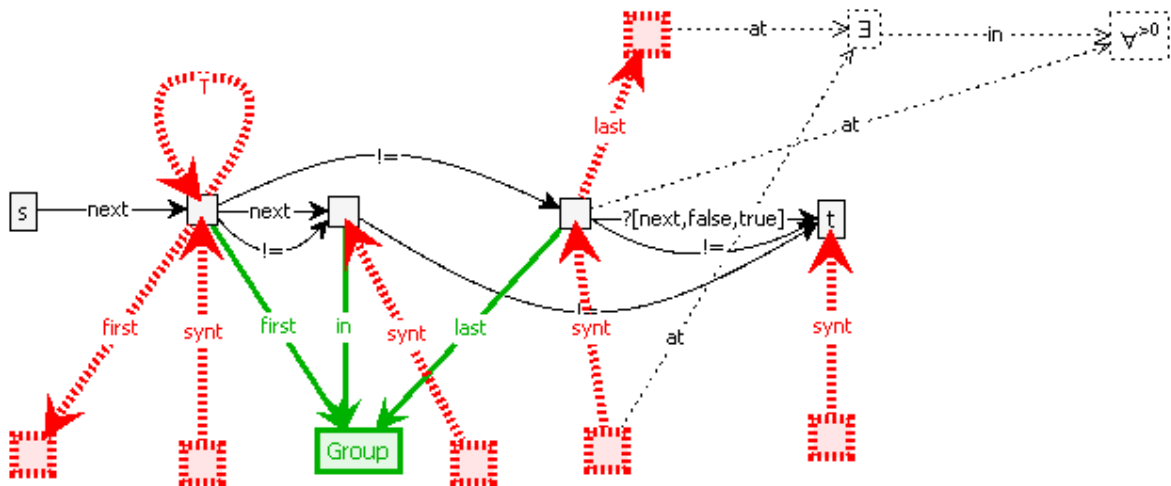 at
∃
in
∀>0
T
last
at
!=
s
next
next
?[next,false,true]
t
!=
!=
!=
first
synt
first
in
synt
last
synt
at
synt
Group